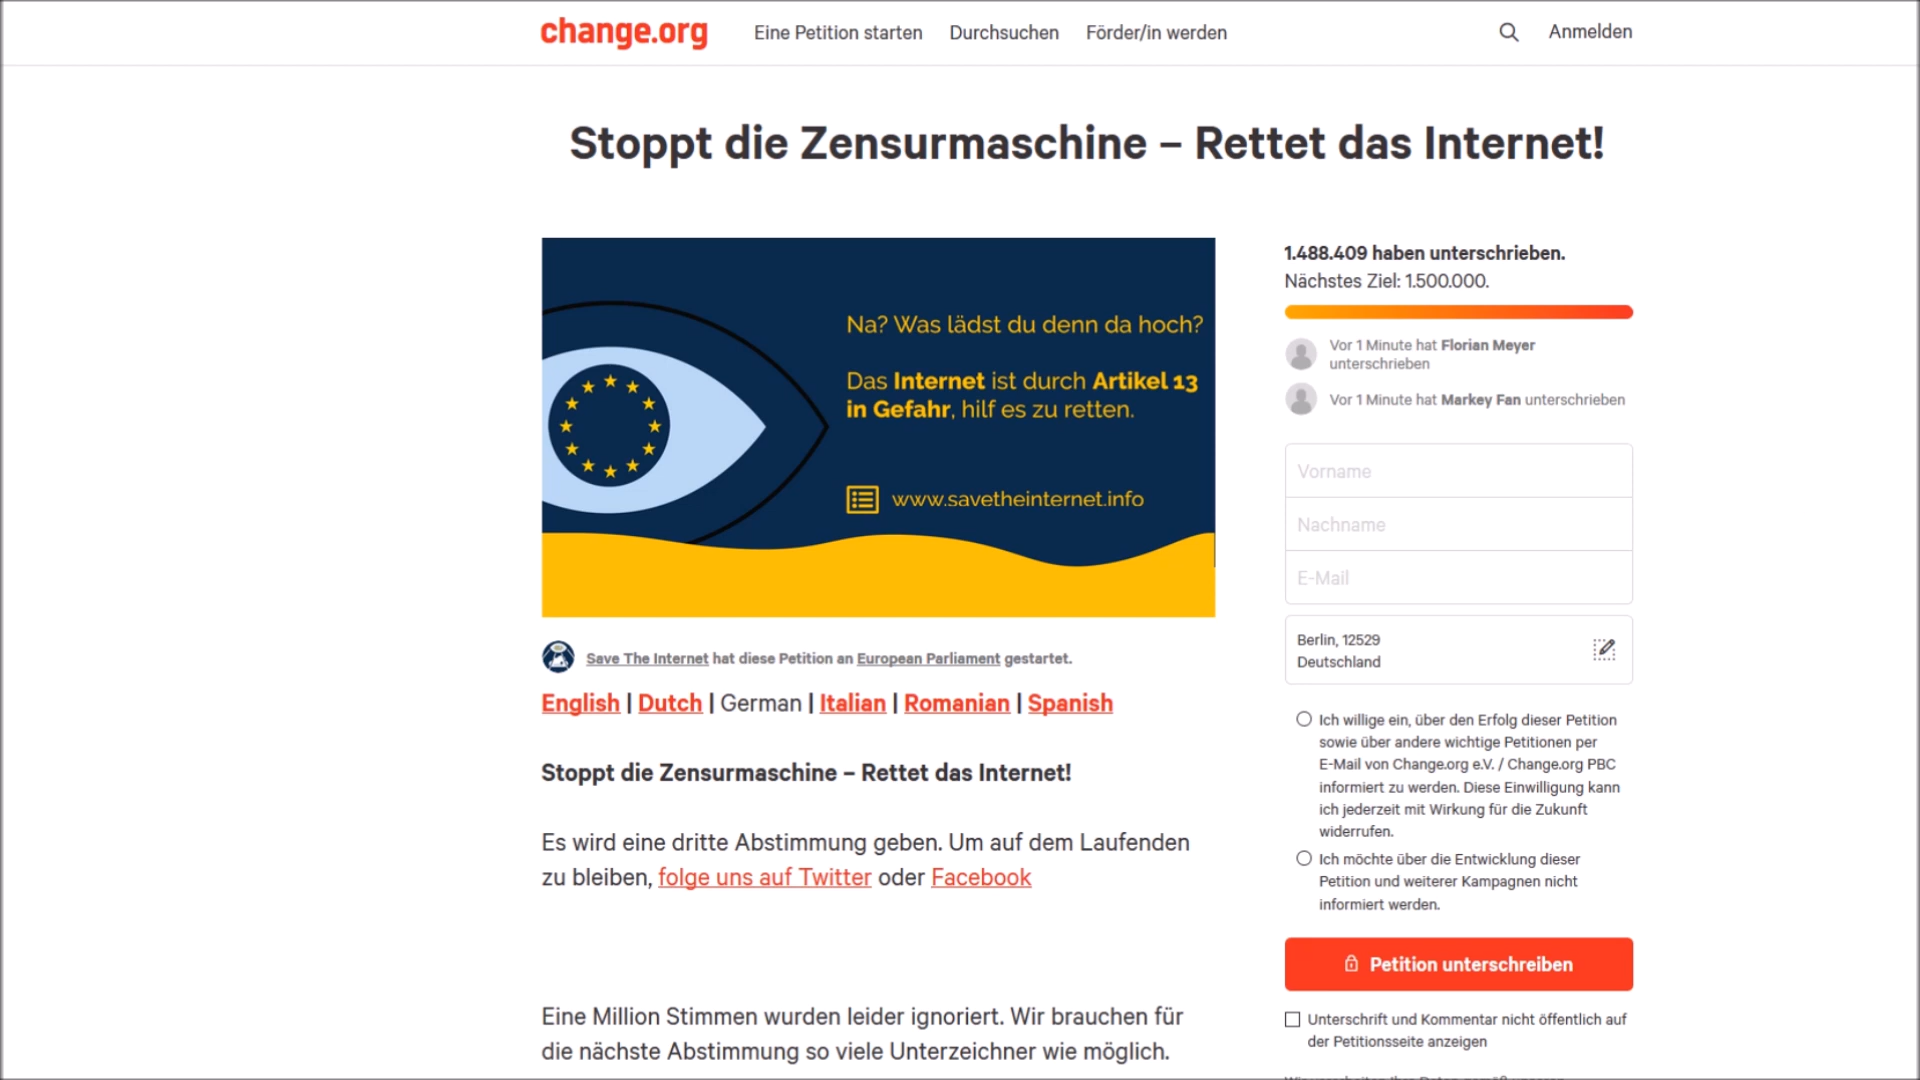 change.org Eine Petition starten Durchsuchen Förder/in werden Anmelden
Stoppt die Zensurmaschine – Rettet das Internet!
Na? Was lädst du denn da hoch?
Das Internet ist durch Artikel 13
in Gefahr, hilf es zu retten.
www.savetheinternet.info
Save The Internet hat diese Petition an European Parliament gestartet.
English | Dutch | German | Italian | Romanian | Spanish
Stoppt die Zensurmaschine – Rettet das Internet!
Es wird eine dritte Abstimmung geben. Um auf dem Laufenden
zu bleiben, folge uns auf Twitter oder Facebook
Eine Million Stimmen wurden leider ignoriert. Wir brauchen für
die nächste Abstimmung so viele Unterzeichner wie möglich.
1.488.409 haben unterschrieben.
Nächstes Ziel: 1.500.000.
Vor 1 Minute hat Florian Meyer
unterschrieben
Vor 1 Minute hat Markey Fan unterschrieben
Vorname
Nachname
E-Mail
Berlin, 12529
Deutschland
Ich willige ein, über den Erfolg dieser Petition
sowie über andere wichtige Petitionen per
E-Mail von Change.org e.V. / Change.org PBC
informiert zu werden. Diese Einwilligung kann
ich jederzeit mit Wirkung für die Zukunft
widerrufen.
Ich möchte über die Entwicklung dieser
Petition und weiterer Kampagnen nicht
informiert werden.
Petition unterschreiben
Unterschrift und Kommentar nicht öffentlich auf
der Petitionsseite anzeigen